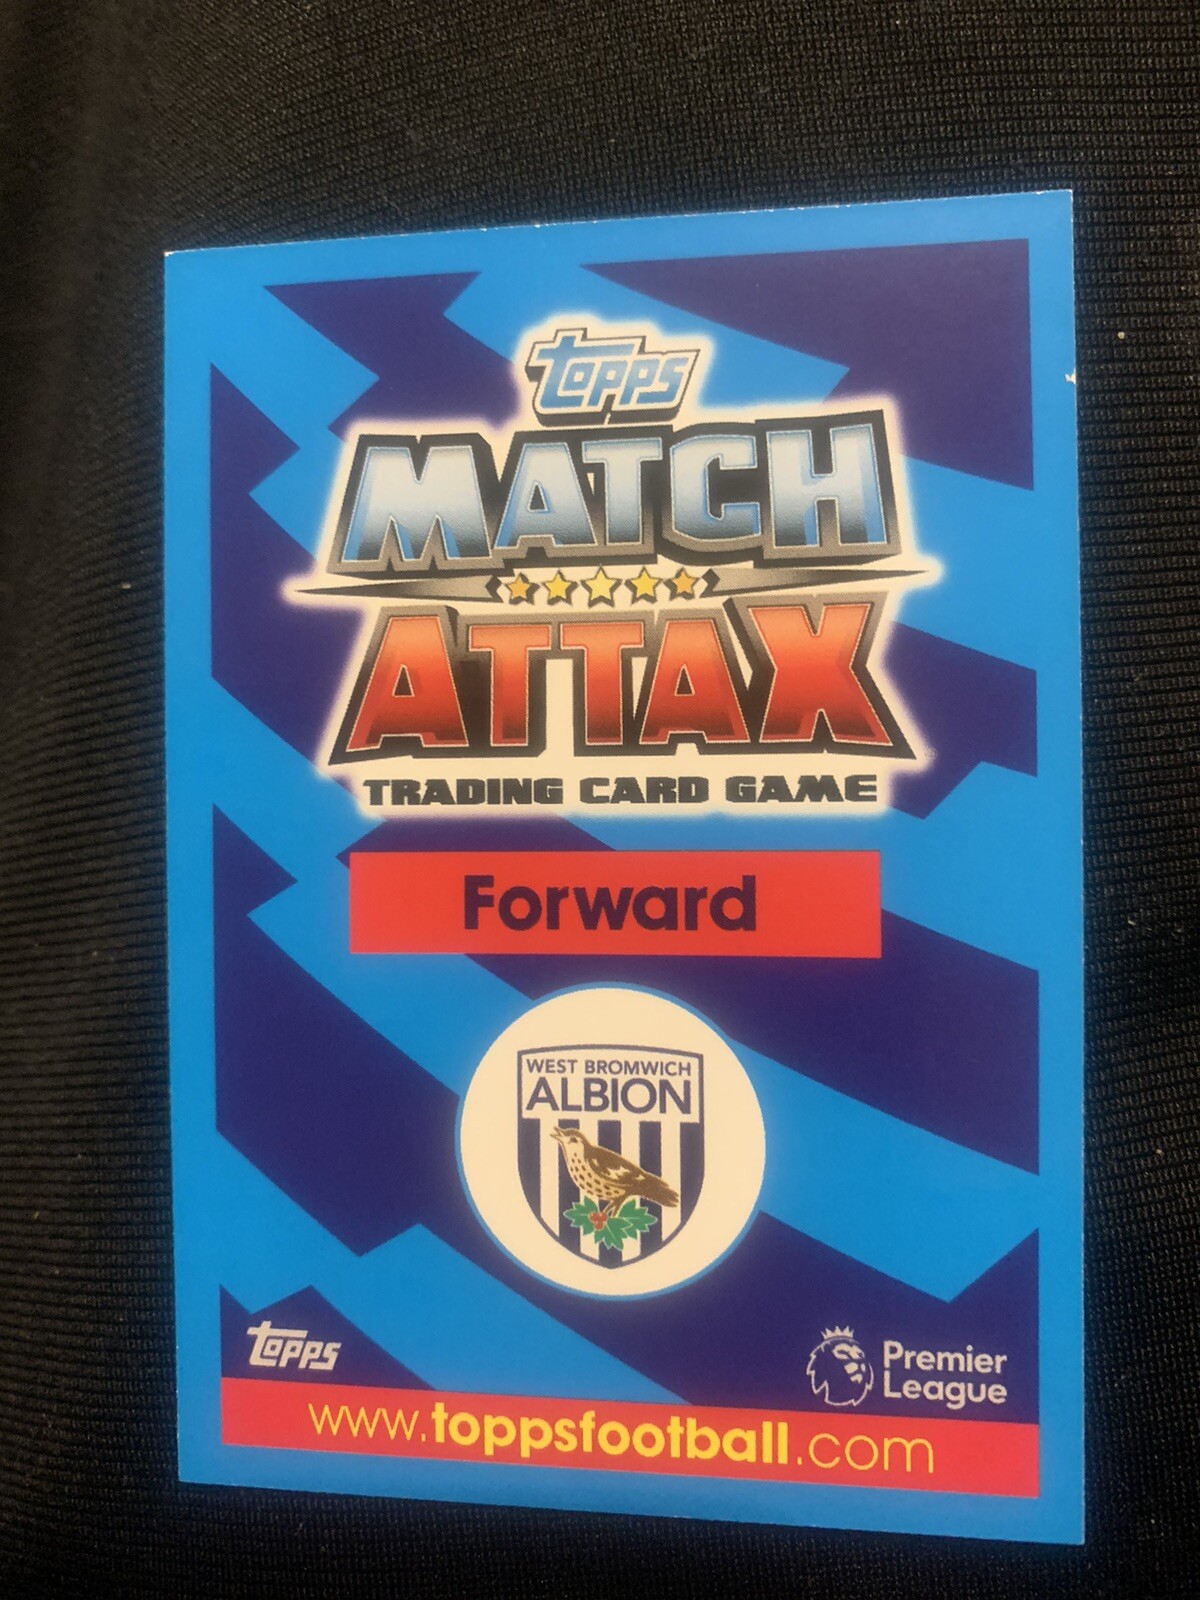 topps
MATCH
ATTAX
TRADING CARD GAME
Forward
WEST BROMWICH
ALBION
topps
Premier
League
www.toppsfootball.com